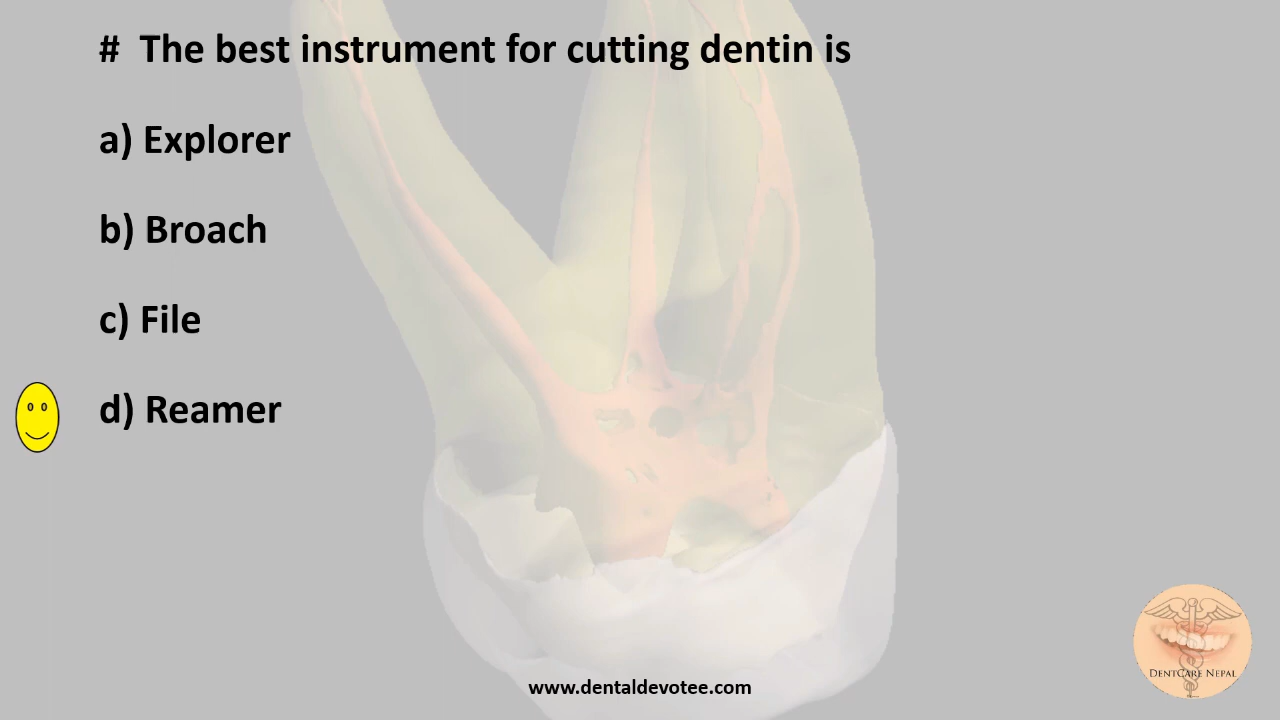 # The best instrument for cutting dentin is
a) Explorer
b) Broach
c) File
d) Reamer
DENTCARE NEPAL
www.dentaldevotee.com